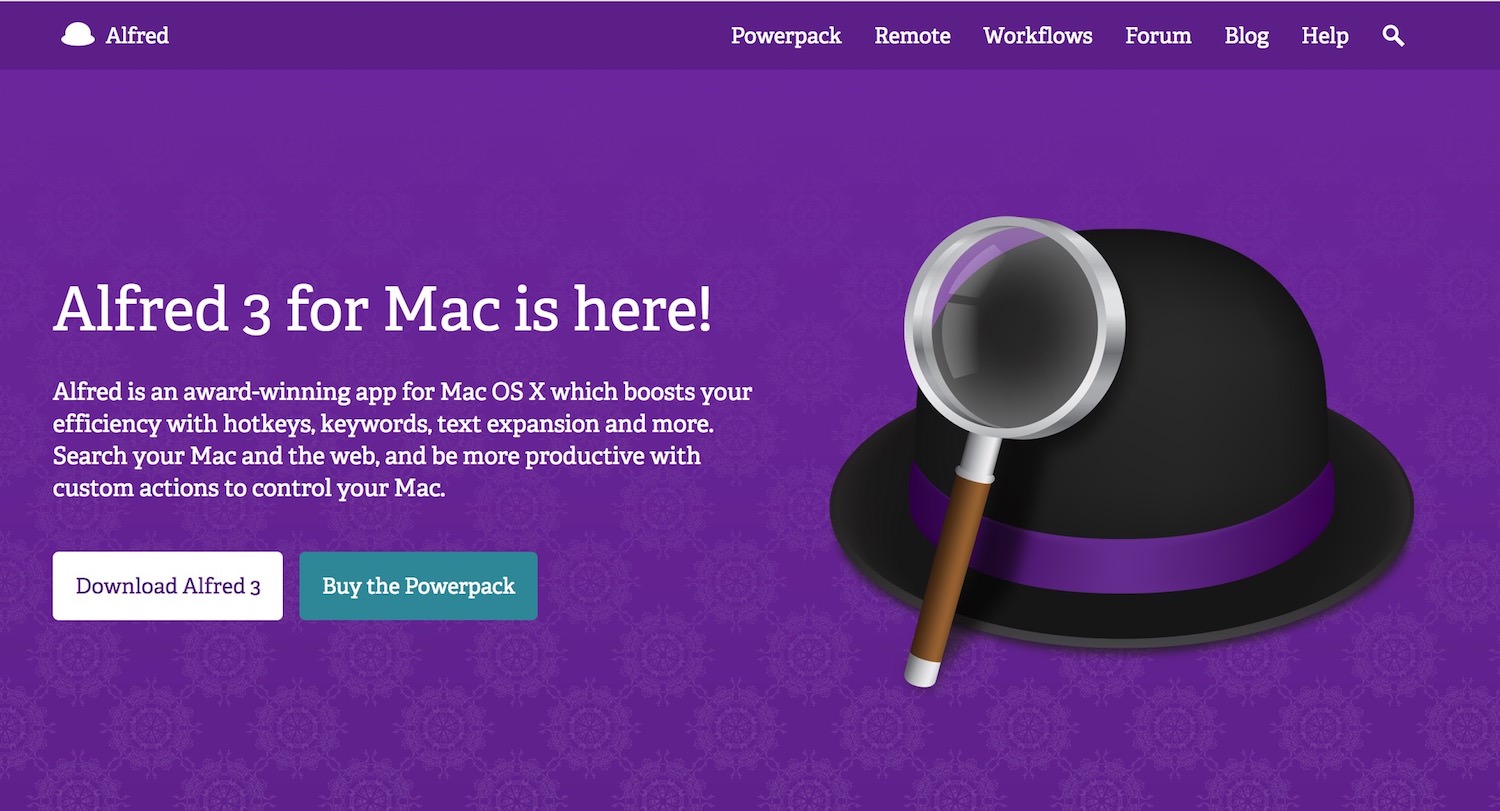 Alfred
Powerpack Remote Workflows Forum Blog Help
Alfred 3 for Mac is here!
Alfred is an award-winning app for Mac OS X which boosts your
efficiency with hotkeys, keywords, text expansion and more.
Search your Mac and the web, and be more productive with
custom actions to control your Mac.
Download Alfred 3
Buy the Powerpack